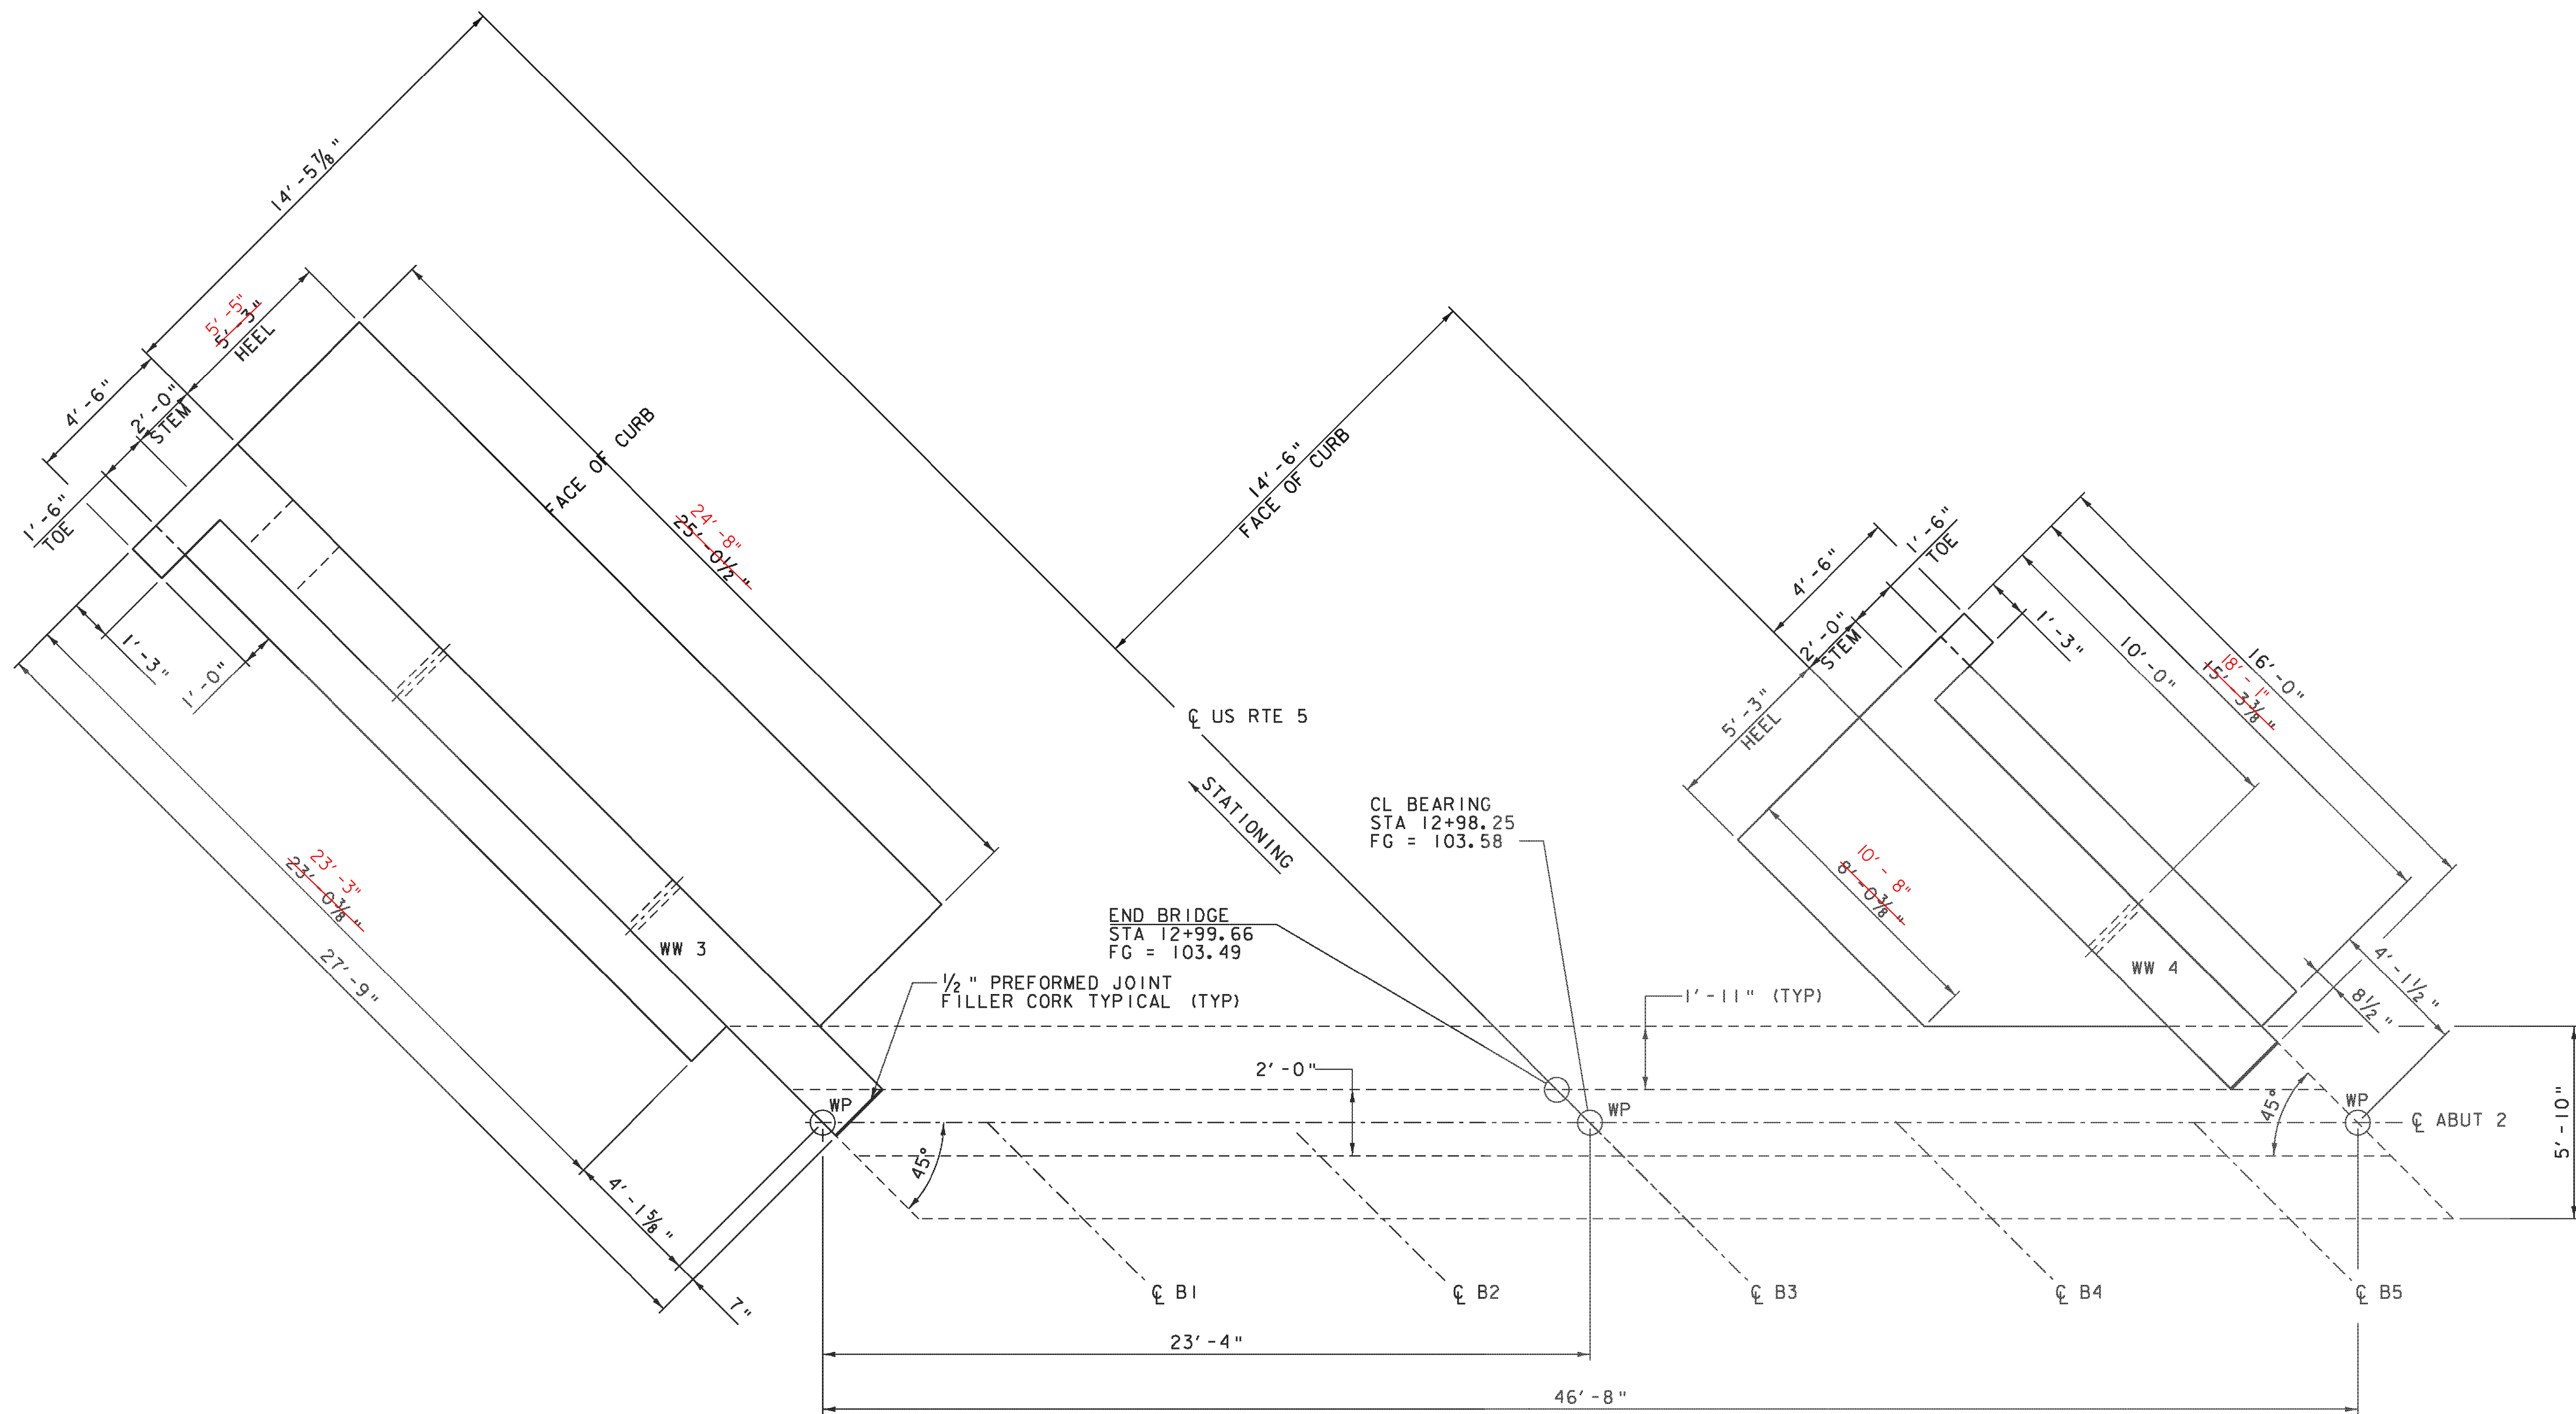 14'-5⅞"
5'-5"
5'-3"
HEEL
4'-6"
2'-0"
STEM
1'-6"
TOE
FACE OF CURB
24'-8"
25'-0½"
14'-6"
FACE OF CURB
1'-3"
1'-0"
23'-3"
23'-0⅜"
27'-9"
WW 3
4'-1⅝"
7"
℄ US RTE 5
STATIONING
CL BEARING
STA 12+98.25
FG = 103.58
END BRIDGE
STA 12+99.66
FG = 103.49
½" PREFORMED JOINT
FILLER CORK TYPICAL (TYP)
4'-6"
1'-6"
TOE
2'-0"
STEM
5'-3"
HEEL
1'-3"
10'-0"
16'-0"
18'-1"
15'-3⅜"
10'-8"
8'-0⅜"
WW 4
4'-1½"
8½"
1'-11" (TYP)
2'-0"
WP
WP
WP
45°
45°
℄ ABUT 2
5'-10"
℄ B1
℄ B2
℄ B3
℄ B4
℄ B5
23'-4"
46'-8"